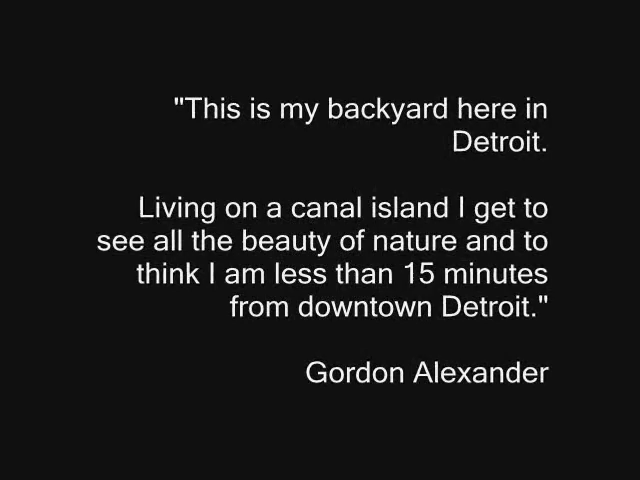 "This is my backyard here in
Detroit.
Living on a canal island I get to
see all the beauty of nature and to
think I am less than 15 minutes
from downtown Detroit."
Gordon Alexander